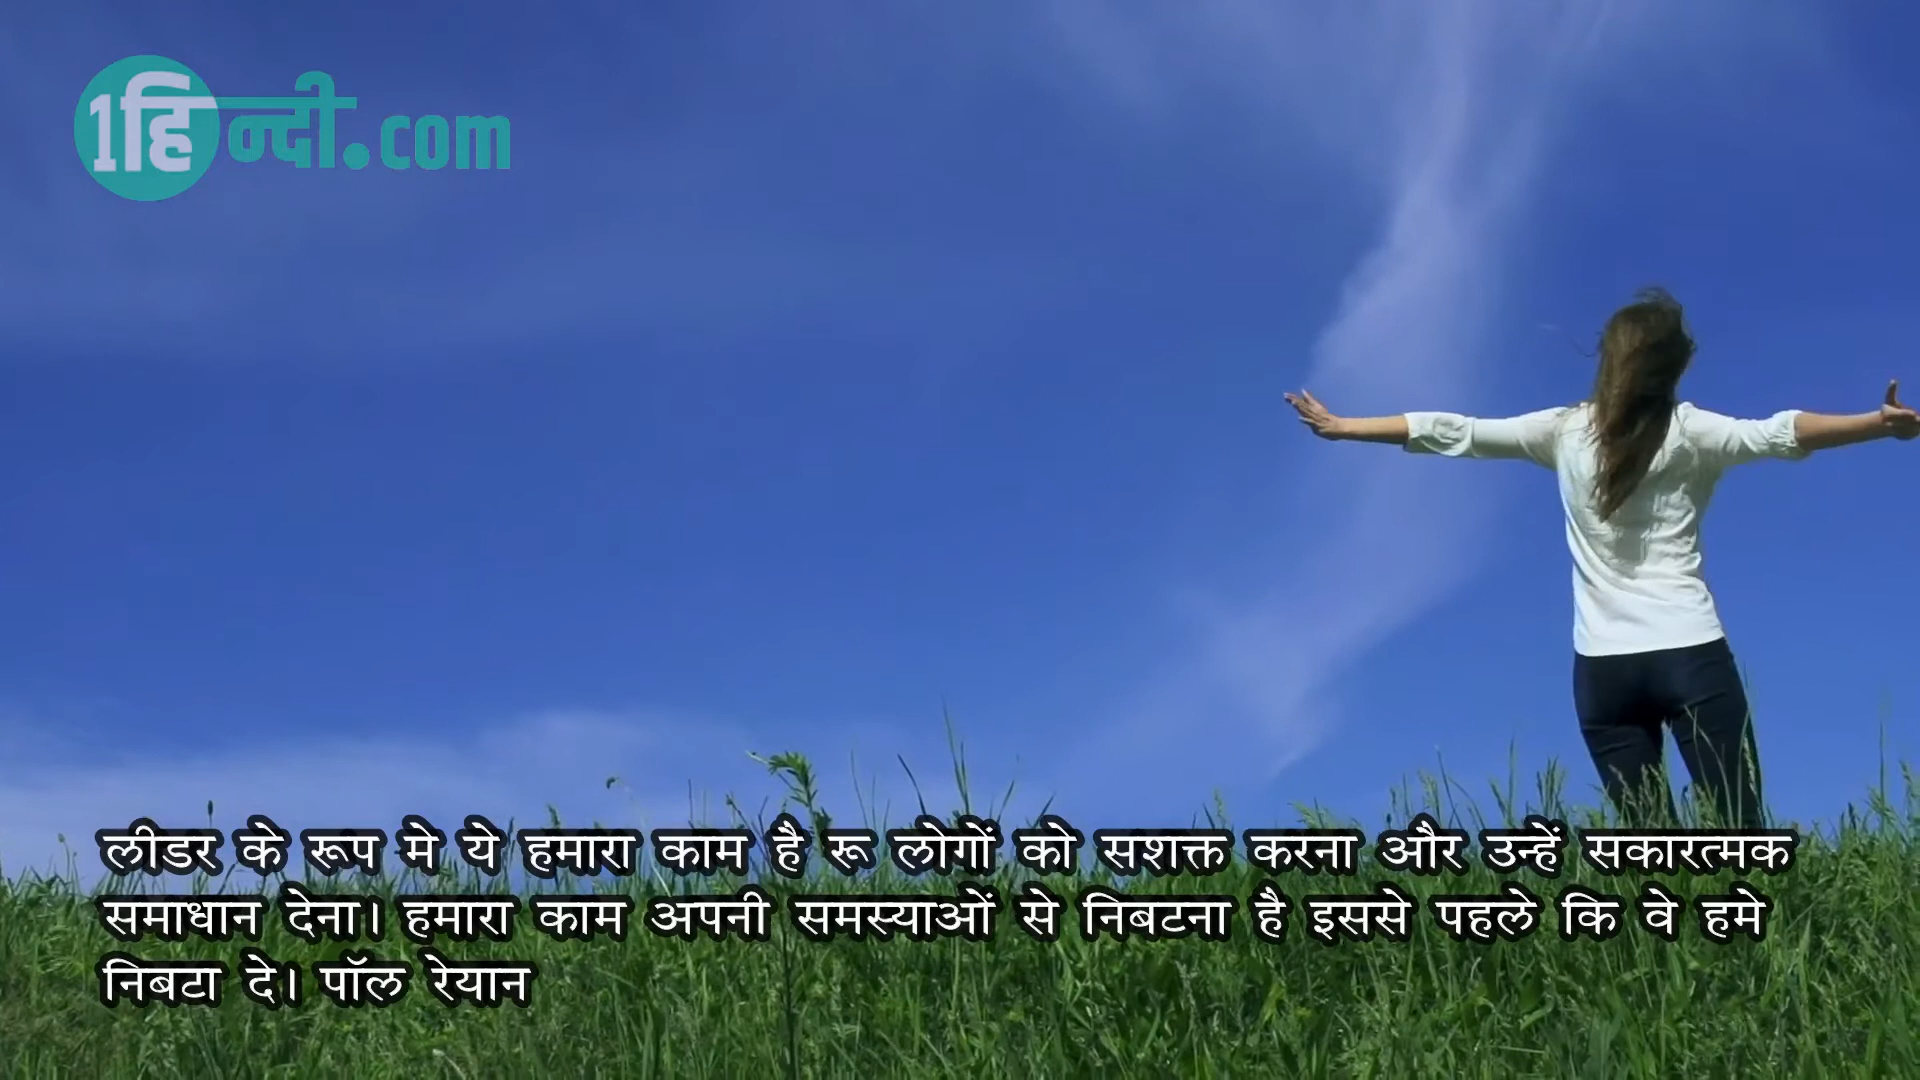 1हिन्दी.com
लीडर के रूप मे ये हमारा काम है रू लोगों को सशक्त करना और उन्हें सकारत्मक
समाधान देना। हमारा काम अपनी समस्याओं से निबटना है इससे पहले कि वे हमे
निबटा दे। पॉल रेयान